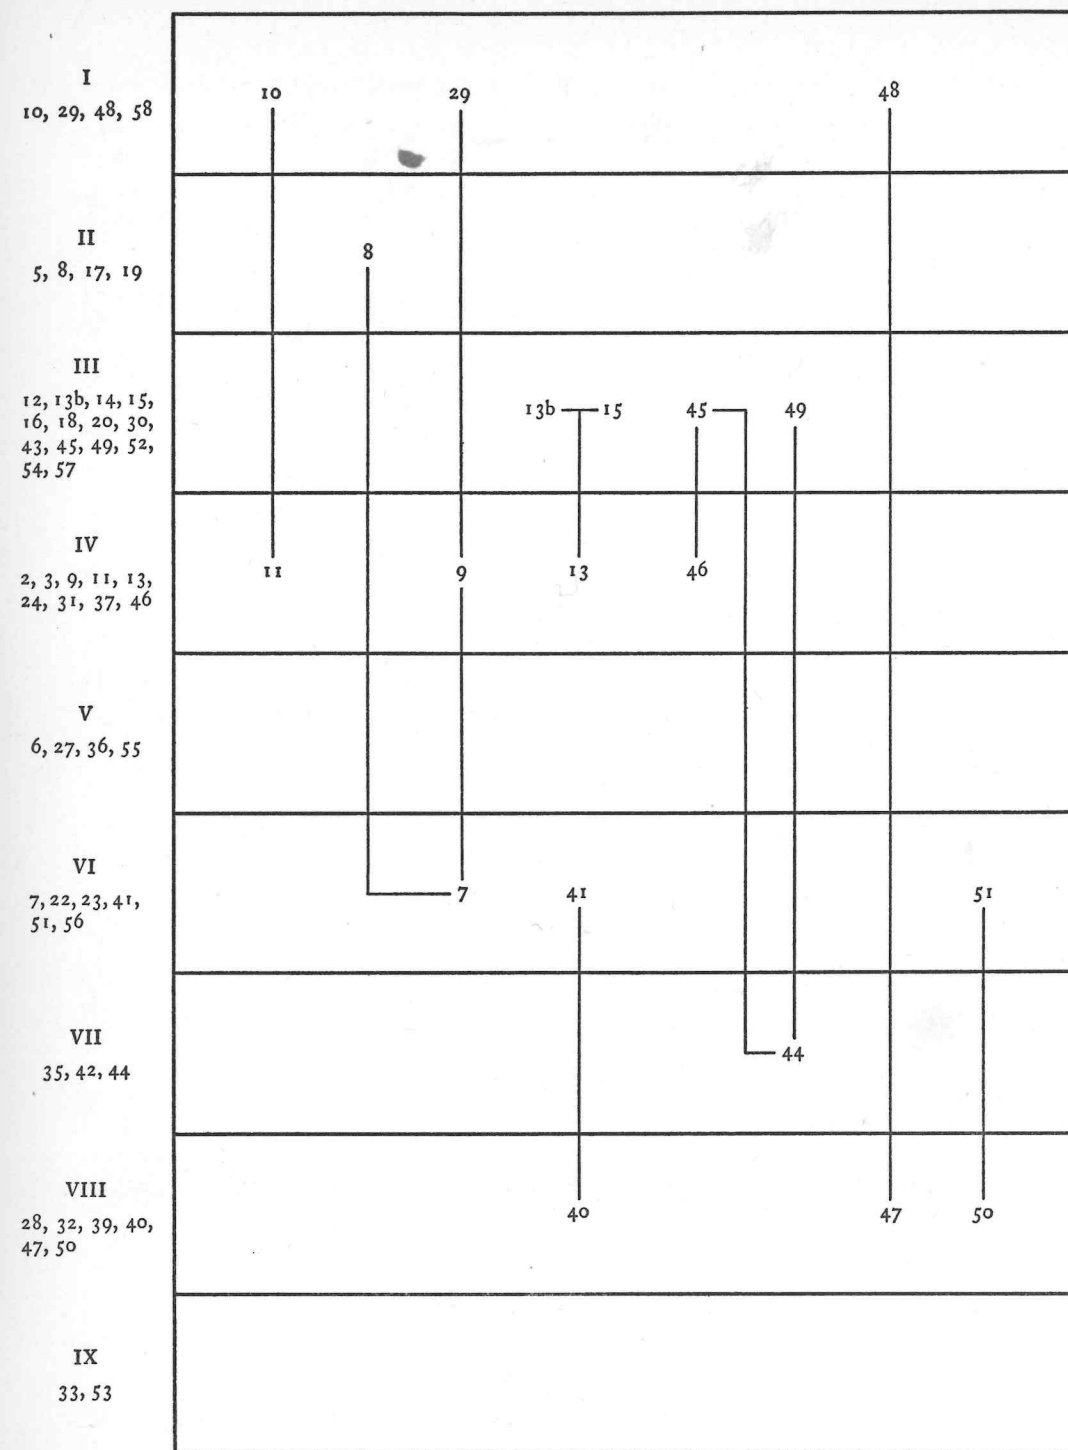 I
10, 29, 48, 58
10 29 48
II
5, 8, 17, 19
8
III
12, 13b, 14, 15,
16, 18, 20, 30,
43, 45, 49, 52,
54, 57
13b 15 45 49
IV
2, 3, 9, 11, 13,
24, 31, 37, 46
11 9 13 46
V
6, 27, 36, 55
VI
7, 22, 23, 41,
51, 56
7 41 51
VII
35, 42, 44
44
VIII
28, 32, 39, 40,
47, 50
40 47 50
IX
33, 53